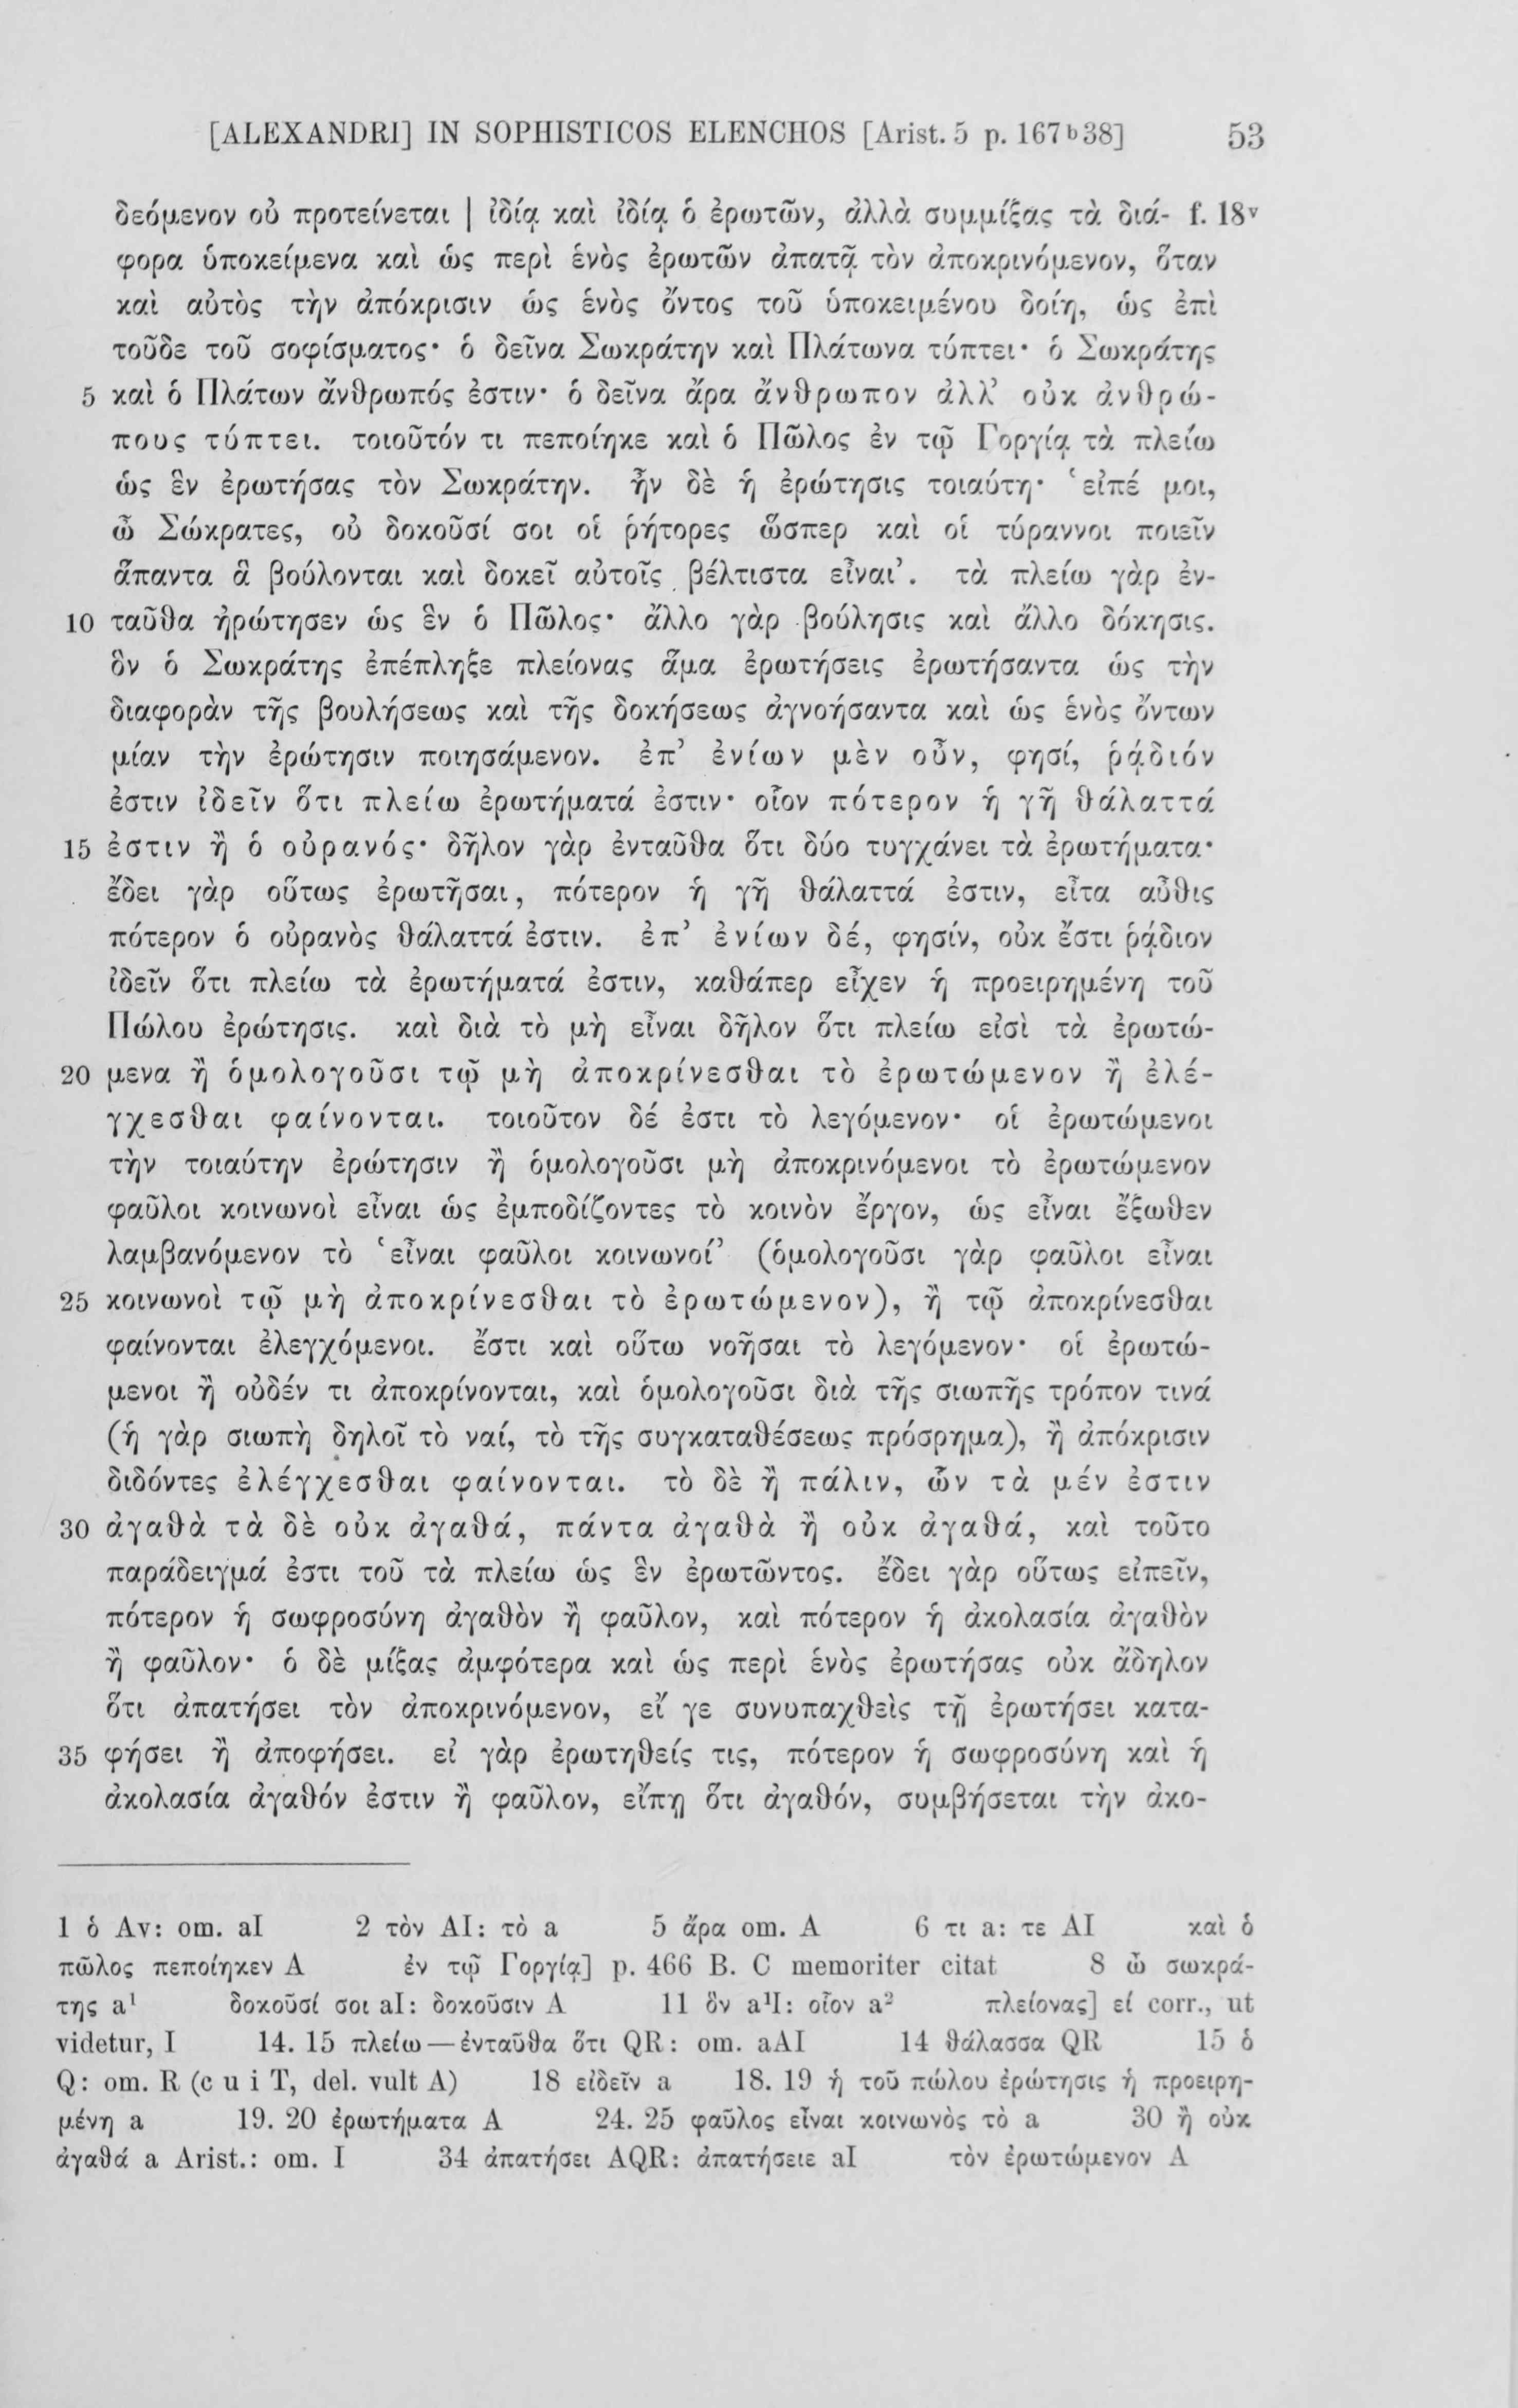 [ALEXANDRI] IN SOPHISTICOS ELENCHOS [Arist. 5 p. 167ᵇ38] 53
δεόμενον οὐ προτείνεται | ἰδίᾳ καὶ ἰδίᾳ ὁ ἐρωτῶν, ἀλλὰ συμμίξας τὰ διά- f. 18ᵛ
φορα ὑποκείμενα καὶ ὡς περὶ ἑνὸς ἐρωτῶν ἀπατᾷ τὸν ἀποκρινόμενον, ὅταν
καὶ αὐτὸς τὴν ἀπόκρισιν ὡς ἑνὸς ὄντος τοῦ ὑποκειμένου δοίη, ὡς ἐπὶ
τοῦδε τοῦ σοφίσματος· ὁ δεῖνα Σωκράτην καὶ Πλάτωνα τύπτει· ὁ Σωκράτης
5 καὶ ὁ Πλάτων ἄνθρωπός ἐστιν· ὁ δεῖνα ἄρα ἄνθρωπον ἀλλ’ οὐκ ἀνθρώ-
πους τύπτει. τοιοῦτόν τι πεποίηκε καὶ ὁ Πῶλος ἐν τῷ Γοργίᾳ τὰ πλείω
ὡς ἓν ἐρωτήσας τὸν Σωκράτην. ἦν δὲ ἡ ἐρώτησις τοιαύτη· ‘εἰπέ μοι,
ὦ Σώκρατες, οὐ δοκοῦσί σοι οἱ ῥήτορες ὥσπερ καὶ οἱ τύραννοι ποιεῖν
ἅπαντα ἃ βούλονται καὶ δοκεῖ αὐτοῖς βέλτιστα εἶναι’. τὰ πλείω γὰρ ἐν-
10 ταῦθα ἠρώτησεν ὡς ἓν ὁ Πῶλος· ἄλλο γὰρ βούλησις καὶ ἄλλο δόκησις.
ὃν ὁ Σωκράτης ἐπέπληξε πλείονας ἅμα ἐρωτήσεις ἐρωτήσαντα ὡς τὴν
διαφορὰν τῆς βουλήσεως καὶ τῆς δοκήσεως ἀγνοήσαντα καὶ ὡς ἑνὸς ὄντων
μίαν τὴν ἐρώτησιν ποιησάμενον. ἐπ’ ἐνίων μὲν οὖν, φησί, ῥᾴδιόν
ἐστιν ἰδεῖν ὅτι πλείω ἐρωτήματά ἐστιν· οἷον πότερον ἡ γῆ θάλαττά
15 ἐστιν ἢ ὁ οὐρανός· δῆλον γὰρ ἐνταῦθα ὅτι δύο τυγχάνει τὰ ἐρωτήματα·
ἔδει γὰρ οὕτως ἐρωτῆσαι, πότερον ἡ γῆ θάλαττά ἐστιν, εἶτα αὖθις
πότερον ὁ οὐρανὸς θάλαττά ἐστιν. ἐπ’ ἐνίων δέ, φησίν, οὐκ ἔστι ῥᾴδιον
ἰδεῖν ὅτι πλείω τὰ ἐρωτήματά ἐστιν, καθάπερ εἶχεν ἡ προειρημένη τοῦ
Πώλου ἐρώτησις. καὶ διὰ τὸ μὴ εἶναι δῆλον ὅτι πλείω εἰσὶ τὰ ἐρωτώ-
20 μενα ἢ ὁμολογοῦσι τῷ μὴ ἀποκρίνεσθαι τὸ ἐρωτώμενον ἢ ἐλέ-
γχεσθαι φαίνονται. τοιοῦτον δέ ἐστι τὸ λεγόμενον· οἱ ἐρωτώμενοι
τὴν τοιαύτην ἐρώτησιν ἢ ὁμολογοῦσι μὴ ἀποκρινόμενοι τὸ ἐρωτώμενον
φαῦλοι κοινωνοὶ εἶναι ὡς ἐμποδίζοντες τὸ κοινὸν ἔργον, ὡς εἶναι ἔξωθεν
λαμβανόμενον τὸ ‘εἶναι φαῦλοι κοινωνοί’ (ὁμολογοῦσι γὰρ φαῦλοι εἶναι
25 κοινωνοὶ τῷ μὴ ἀποκρίνεσθαι τὸ ἐρωτώμενον), ἢ τῷ ἀποκρίνεσθαι
φαίνονται ἐλεγχόμενοι. ἔστι καὶ οὕτω νοῆσαι τὸ λεγόμενον· οἱ ἐρωτώ-
μενοι ἢ οὐδέν τι ἀποκρίνονται, καὶ ὁμολογοῦσι διὰ τῆς σιωπῆς τρόπον τινά
(ἡ γὰρ σιωπὴ δηλοῖ τὸ ναί, τὸ τῆς συγκαταθέσεως πρόσρημα), ἢ ἀπόκρισιν
διδόντες ἐλέγχεσθαι φαίνονται. τὸ δὲ ἢ πάλιν, ὧν τὰ μέν ἐστιν
30 ἀγαθὰ τὰ δὲ οὐκ ἀγαθά, πάντα ἀγαθὰ ἢ οὐκ ἀγαθά, καὶ τοῦτο
παράδειγμά ἐστι τοῦ τὰ πλείω ὡς ἓν ἐρωτῶντος. ἔδει γὰρ οὕτως εἰπεῖν,
πότερον ἡ σωφροσύνη ἀγαθὸν ἢ φαῦλον, καὶ πότερον ἡ ἀκολασία ἀγαθὸν
ἢ φαῦλον· ὁ δὲ μίξας ἀμφότερα καὶ ὡς περὶ ἑνὸς ἐρωτήσας οὐκ ἄδηλον
ὅτι ἀπατήσει τὸν ἀποκρινόμενον, εἴ γε συνυπαχθεὶς τῇ ἐρωτήσει κατα-
35 φήσει ἢ ἀποφήσει. εἰ γὰρ ἐρωτηθείς τις, πότερον ἡ σωφροσύνη καὶ ἡ
ἀκολασία ἀγαθόν ἐστιν ἢ φαῦλον, εἴπῃ ὅτι ἀγαθόν, συμβήσεται τὴν ἀκο-
1 ὁ Av: om. aI 2 τὸν AI: τὸ a 5 ἄρα om. A 6 τι a: τε AI καὶ ὁ
πῶλος πεποίηκεν A ἐν τῷ Γοργίᾳ] p. 466 B. C memoriter citat 8 ὦ σωκρά-
της a¹ δοκοῦσί σοι aI: δοκοῦσιν A 11 ὃν a¹I: οἷον a² πλείονας] εί corr., ut
videtur, I 14. 15 πλείω — ἐνταῦθα ὅτι QR: om. aAI 14 θάλασσα QR 15 ὁ
Q: om. R (c u i T, del. vult A) 18 εἰδεῖν a 18. 19 ἡ τοῦ πώλου ἐρώτησις ἡ προειρη-
μένη a 19. 20 ἐρωτήματα A 24. 25 φαῦλος εἶναι κοινωνὸς τὸ a 30 ἢ οὐκ
ἀγαθά a Arist.: om. I 34 ἀπατήσει AQR: ἀπατήσειε aI τὸν ἐρωτώμενον A